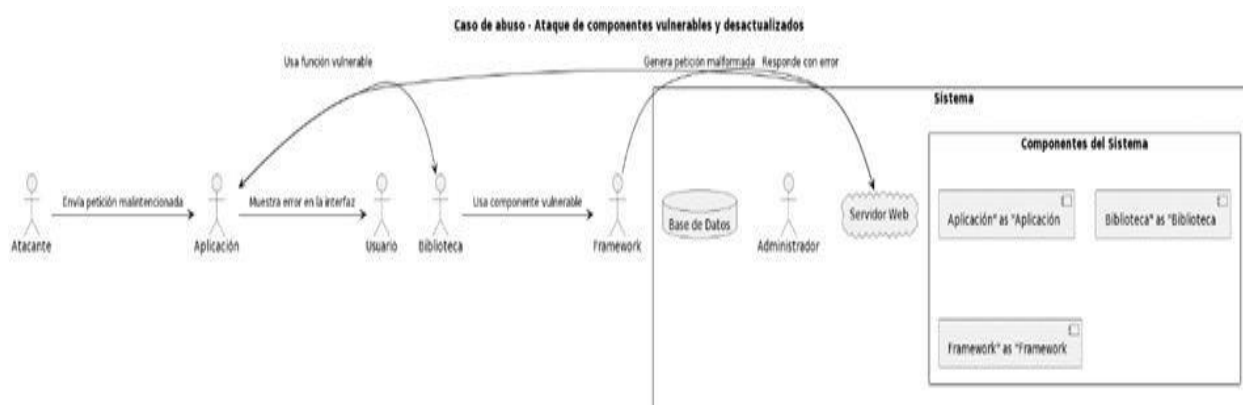 Caso de abuso - Ataque de componentes vulnerables y desactualizados
Usa función vulnerable
Genera petición malformada
Responde con error
Sistema
Componentes del Sistema
Envía petición malintencionada
Muestra error en la interfaz
Usa componente vulnerable
Base de Datos
Servidor Web
Aplicación" as "Aplicación
Biblioteca" as "Biblioteca
Atacante
Aplicación
Usuario
Biblioteca
Framework
Administrador
Framework" as "Framework